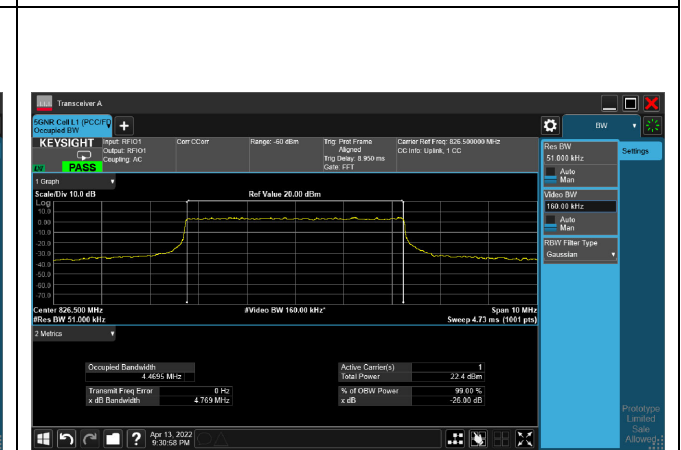 Transceiver A
5GNR Cell L1 (PCC/FD
Occupied BW
BW
KEYSIGHT
PASS
Input: RFIO1
Output: RFIO1
Coupling: AC
Corr CCorr
Range: -60 dBm
Trig: Prot Frame
Aligned
Trig Delay: 8.950 ms
Gate: FFT
Carrier Ref Freq: 826.500000 MHz
CC Info: Uplink, 1 CC
Res BW
51.000 kHz
Auto
Man
Video BW
160.00 kHz
Auto
Man
RBW Filter Type
Gaussian
Settings
1 Graph
Scale/Div 10.0 dB
Ref Value 20.00 dBm
Log
10.0
0.00
-10.0
-20.0
-30.0
-40.0
-50.0
-60.0
-70.0
Center 826.500 MHz
#Video BW 160.00 kHz*
Span 10 MHz
#Res BW 51.000 kHz
Sweep 4.73 ms (1001 pts)
2 Metrics
Occupied Bandwidth
4.4695 MHz
Active Carrier(s) 1
Total Power 22.4 dBm
Transmit Freq Error 0 Hz
x dB Bandwidth 4.769 MHz
% of OBW Power 99.00 %
x dB -26.00 dB
Prototype
Limited
Sale
Allowed
Apr 13, 2022
9:30:58 PM